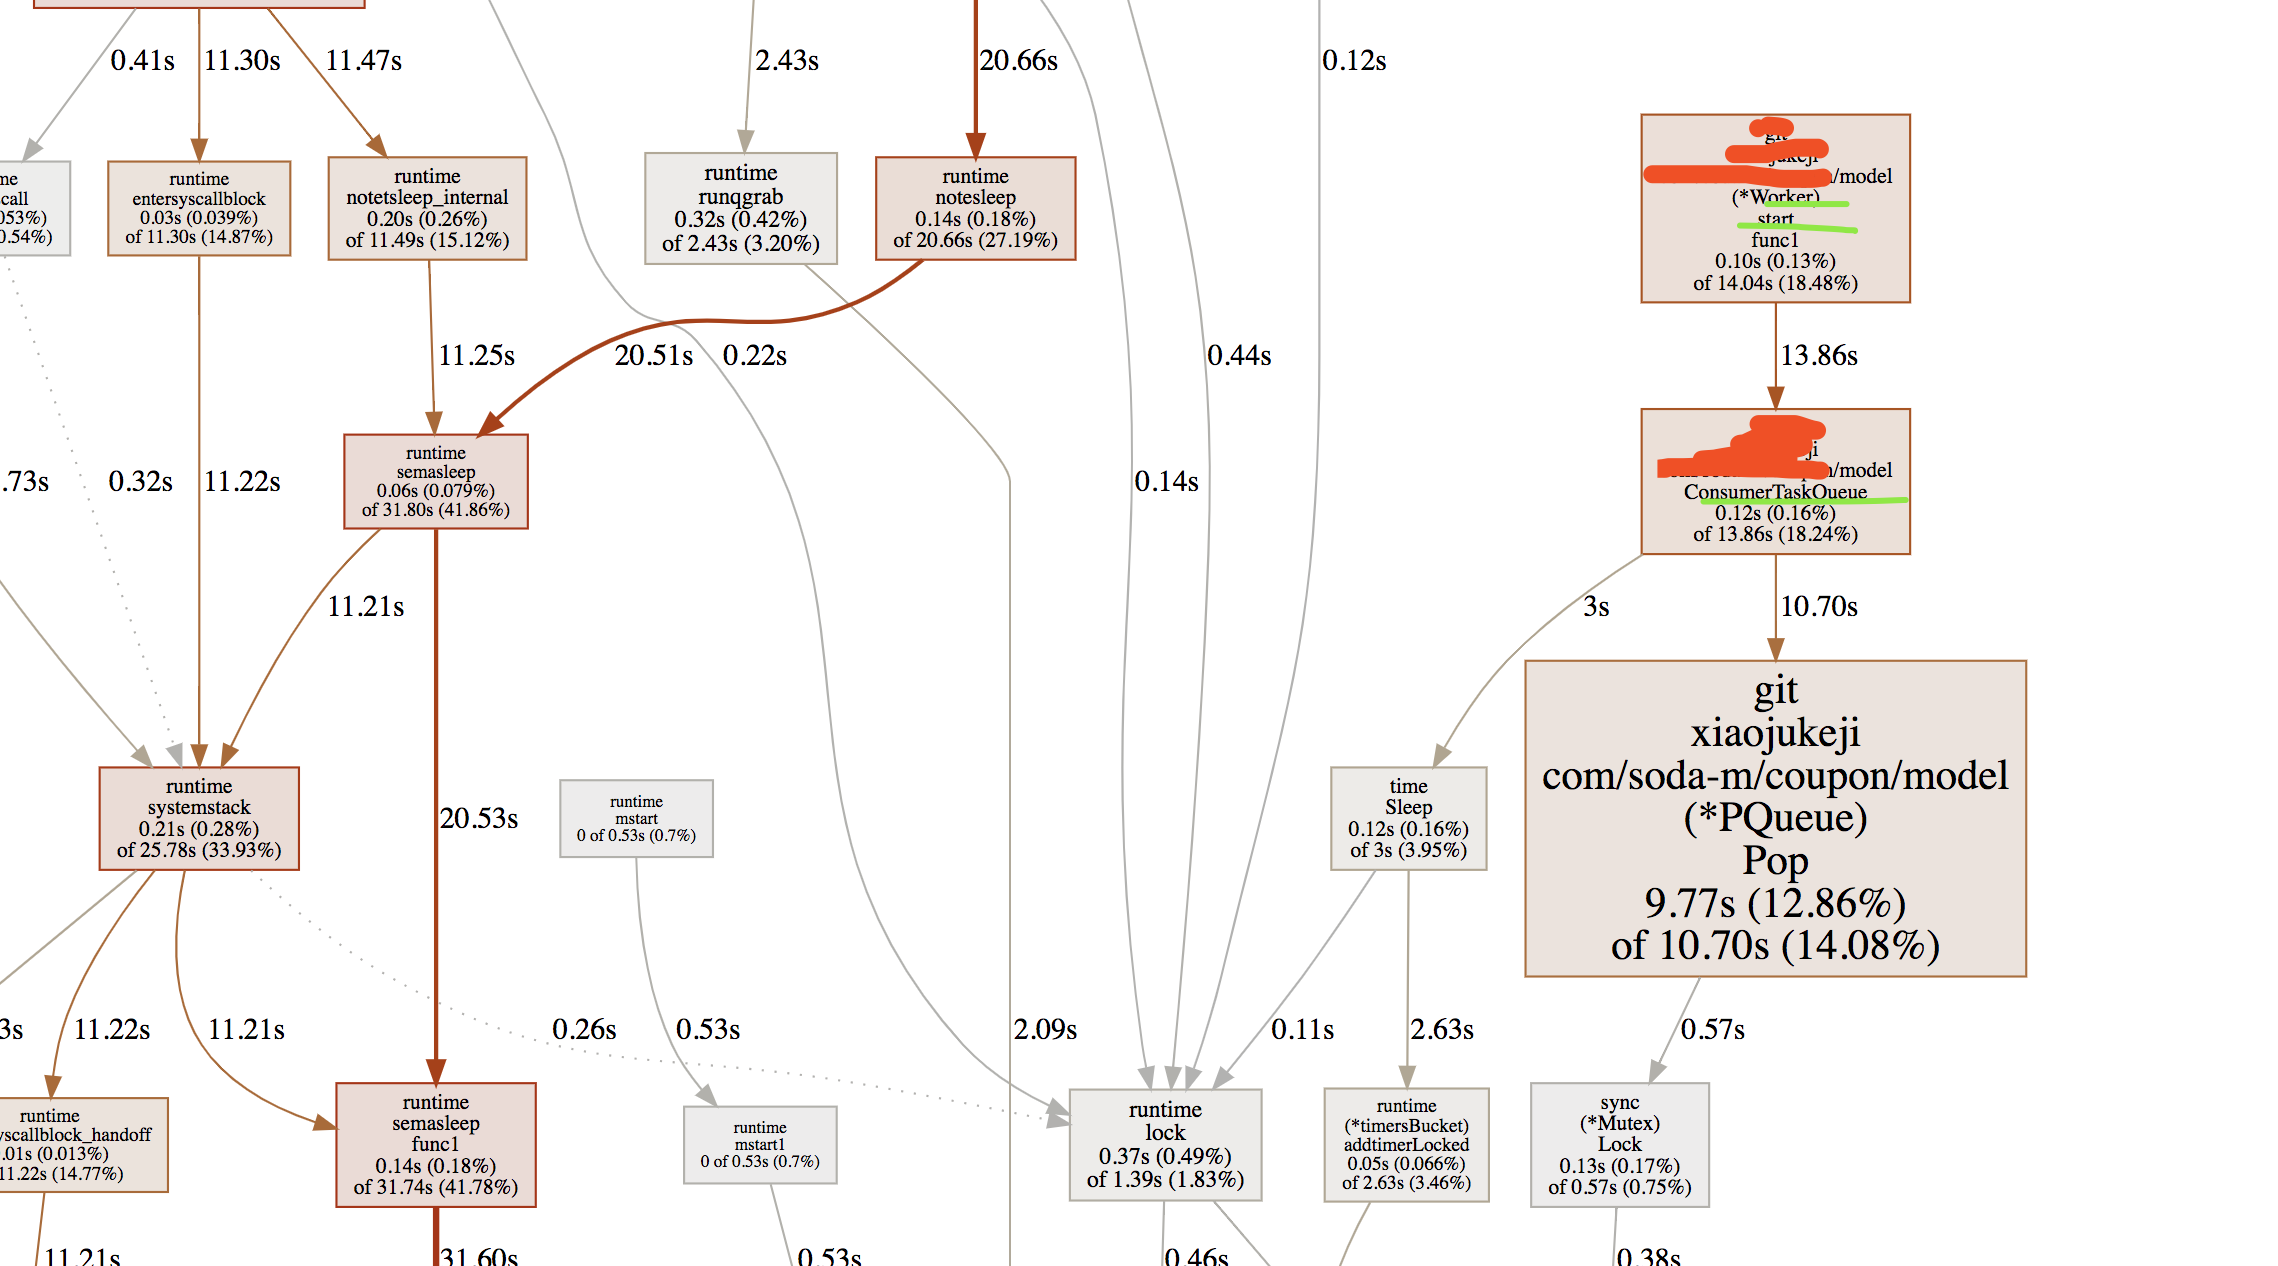 0.41s
11.30s
11.47s
2.43s
20.66s
0.12s
me
call
053%)
0.54%)
runtime
entersyscallblock
0.03s (0.039%)
of 11.30s (14.87%)
runtime
notetsleep_internal
0.20s (0.26%)
of 11.49s (15.12%)
runtime
runqgrab
0.32s (0.42%)
of 2.43s (3.20%)
runtime
notesleep
0.14s (0.18%)
of 20.66s (27.19%)
git
jukeji
/model
(*Worker)
start
func1
0.10s (0.13%)
of 14.04s (18.48%)
11.25s
20.51s
0.22s
0.44s
13.86s
runtime
semasleep
0.06s (0.079%)
of 31.80s (41.86%)
ji
/model
ConsumerTaskQueue
0.12s (0.16%)
of 13.86s (18.24%)
.73s
0.32s
11.22s
0.14s
11.21s
3s
10.70s
runtime
systemstack
0.21s (0.28%)
of 25.78s (33.93%)
20.53s
runtime
mstart
0 of 0.53s (0.7%)
time
Sleep
0.12s (0.16%)
of 3s (3.95%)
git
xiaojukeji
com/soda-m/coupon/model
(*PQueue)
Pop
9.77s (12.86%)
of 10.70s (14.08%)
3s
11.22s
11.21s
0.26s
0.53s
2.09s
0.11s
2.63s
0.57s
runtime
yscallblock_handoff
.01s (0.013%)
11.22s (14.77%)
runtime
semasleep
func1
0.14s (0.18%)
of 31.74s (41.78%)
runtime
mstart1
0 of 0.53s (0.7%)
runtime
lock
0.37s (0.49%)
of 1.39s (1.83%)
runtime
(*timersBucket)
addtimerLocked
0.05s (0.066%)
of 2.63s (3.46%)
sync
(*Mutex)
Lock
0.13s (0.17%)
of 0.57s (0.75%)
11.21s
31.60s
0.53s
0.46s
0.38s